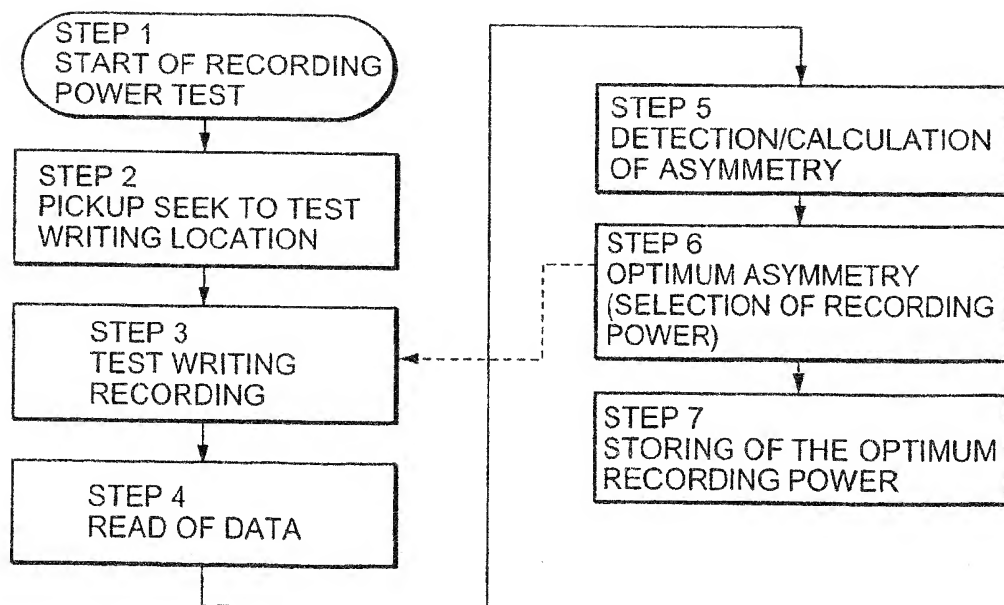 STEP 1
START OF RECORDING
POWER TEST
STEP 2
PICKUP SEEK TO TEST
WRITING LOCATION
STEP 3
TEST WRITING
RECORDING
STEP 4
READ OF DATA
STEP 5
DETECTION/CALCULATION
OF ASYMMETRY
STEP 6
OPTIMUM ASYMMETRY
(SELECTION OF RECORDING
POWER)
STEP 7
STORING OF THE OPTIMUM
RECORDING POWER